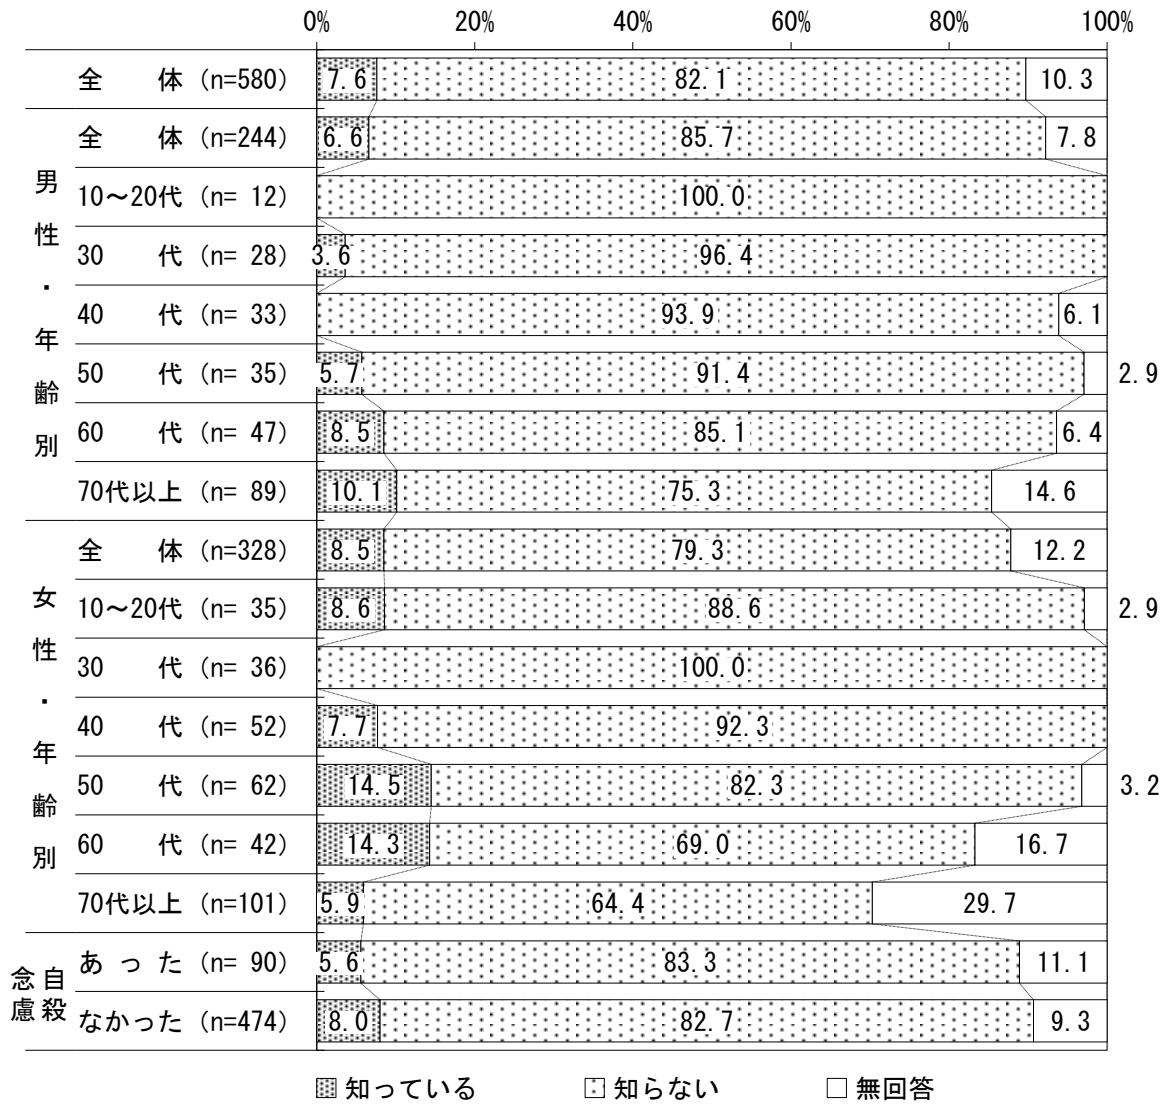 0% 20% 40% 60% 80% 100%
全　体 (n=580) 7.6 82.1 10.3
男性・年齢別
全　体 (n=244) 6.6 85.7 7.8
10～20代 (n= 12) 100.0
30　代 (n= 28) 3.6 96.4
40　代 (n= 33) 93.9 6.1
50　代 (n= 35) 5.7 91.4 2.9
60　代 (n= 47) 8.5 85.1 6.4
70代以上 (n= 89) 10.1 75.3 14.6
女性・年齢別
全　体 (n=328) 8.5 79.3 12.2
10～20代 (n= 35) 8.6 88.6 2.9
30　代 (n= 36) 100.0
40　代 (n= 52) 7.7 92.3
50　代 (n= 62) 14.5 82.3 3.2
60　代 (n= 42) 14.3 69.0 16.7
70代以上 (n=101) 5.9 64.4 29.7
自殺念慮
あった (n= 90) 5.6 83.3 11.1
なかった (n=474) 8.0 82.7 9.3
知っている 知らない 無回答